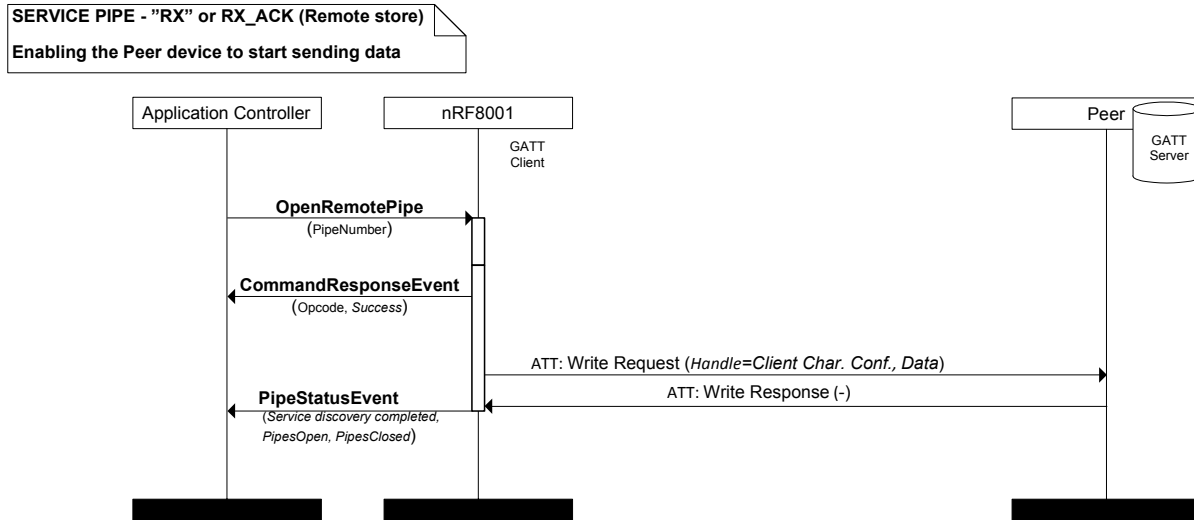 SERVICE PIPE - ”RX” or RX_ACK (Remote store)
Enabling the Peer device to start sending data
Application Controller
nRF8001
Peer
GATT
Client
GATT
Server
OpenRemotePipe
(PipeNumber)
CommandResponseEvent
(Opcode, Success)
ATT: Write Request (Handle=Client Char. Conf., Data)
ATT: Write Response (-)
PipeStatusEvent
(Service discovery completed,
PipesOpen, PipesClosed)